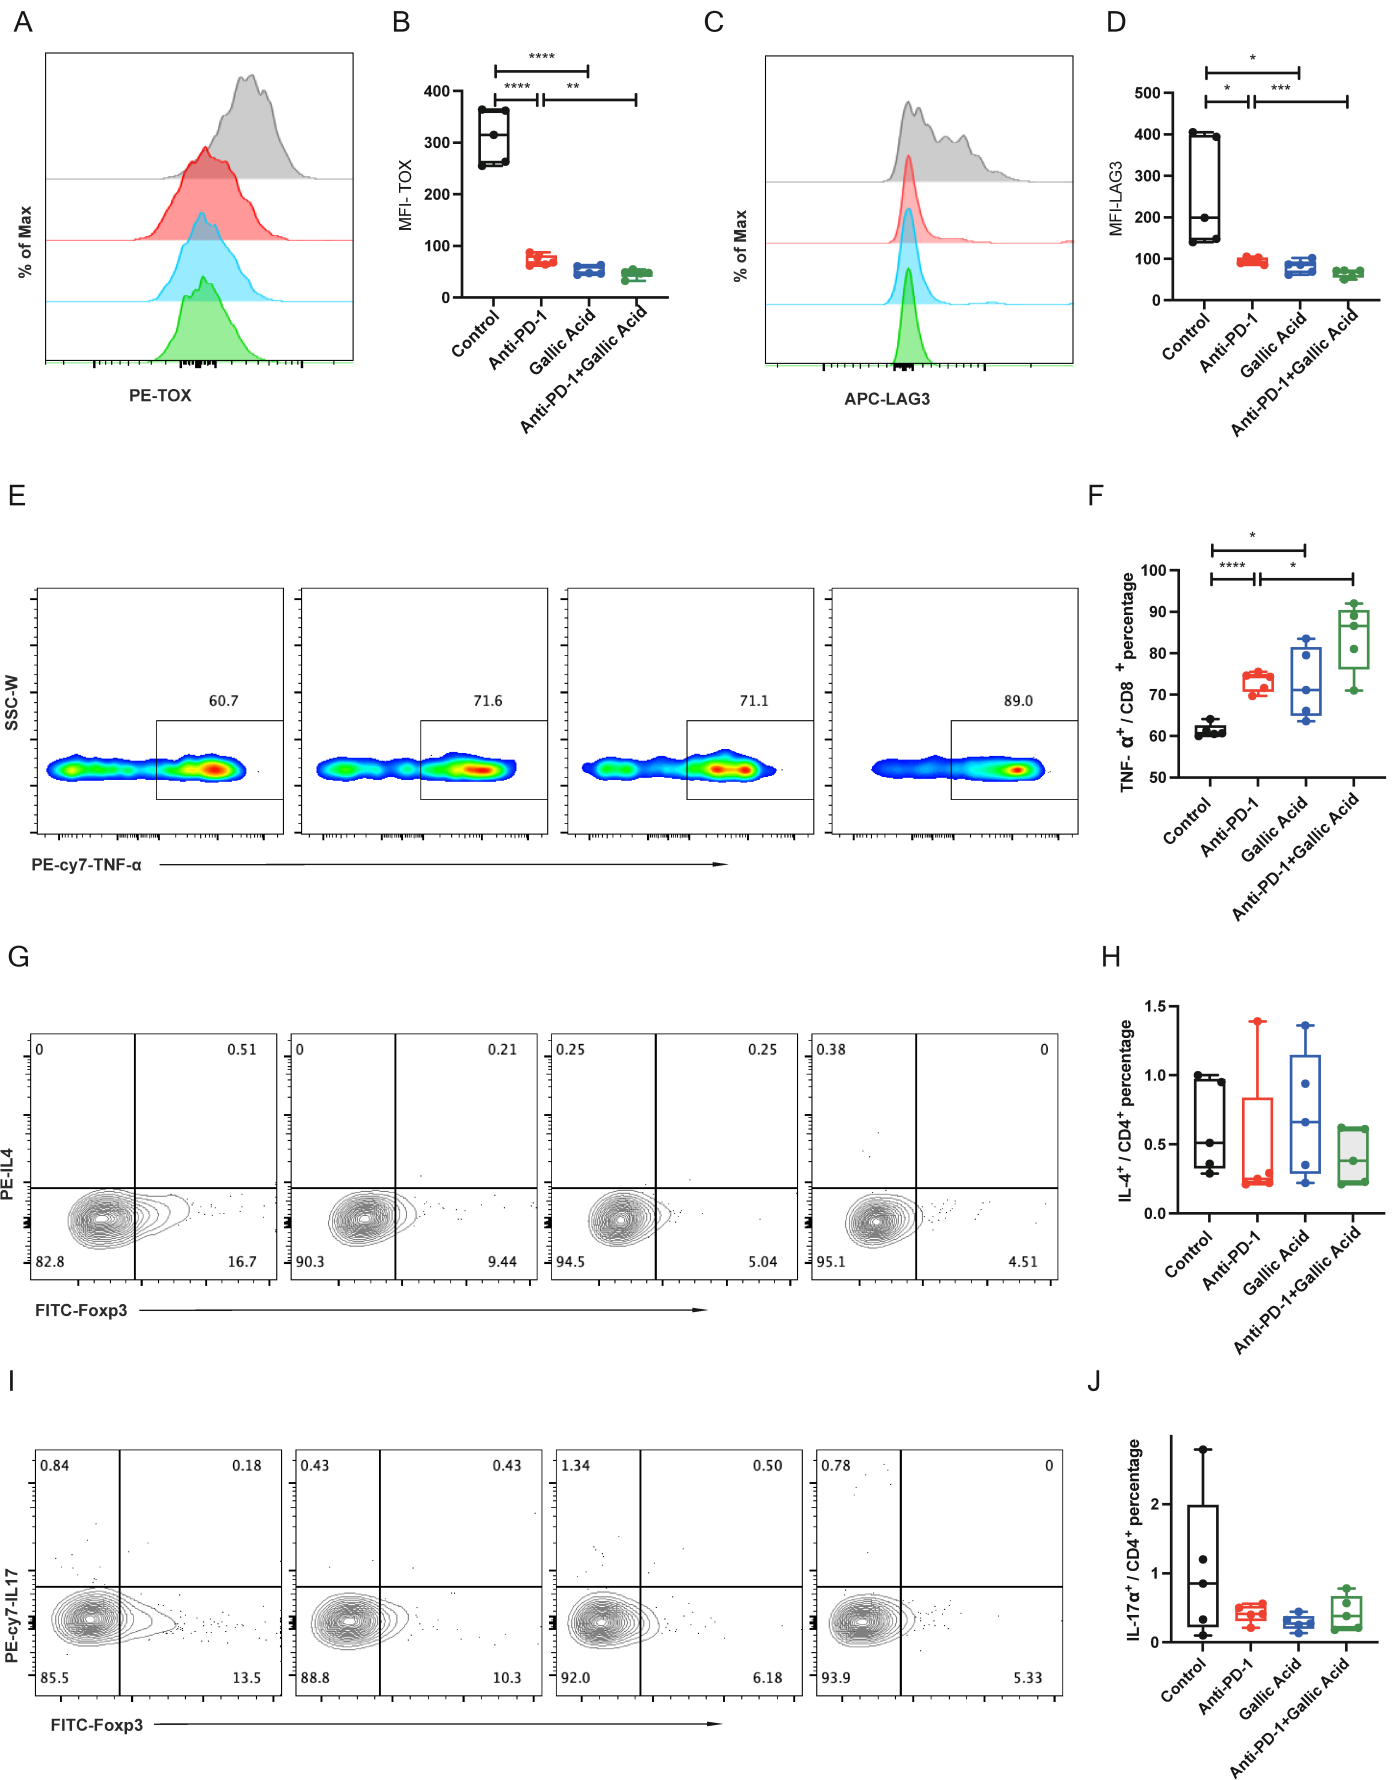 A
% of Max
PE-TOX
B
****
****
**
MFI- TOX
400
300
200
100
0
Control
Anti-PD-1
Gallic Acid
Anti-PD-1+Gallic Acid
C
% of Max
APC-LAG3
D
*
*
***
MFI-LAG3
500
400
300
200
100
0
Control
Anti-PD-1
Gallic Acid
Anti-PD-1+Gallic Acid
E
SSC-W
60.7
71.6
71.1
89.0
PE-cy7-TNF-α
F
*
****
*
TNF- α⁺ / CD8 ⁺ percentage
100
90
80
70
60
50
Control
Anti-PD-1
Gallic Acid
Anti-PD-1+Gallic Acid
G
PE-IL4
0 0.51
82.8 16.7
0 0.21
90.3 9.44
0.25 0.25
94.5 5.04
0.38 0
95.1 4.51
FITC-Foxp3
H
IL-4⁺ / CD4⁺ percentage
1.5
1.0
0.5
0.0
Control
Anti-PD-1
Gallic Acid
Anti-PD-1+Gallic Acid
I
PE-cy7-IL17
0.84 0.18
85.5 13.5
0.43 0.43
88.8 10.3
1.34 0.50
92.0 6.18
0.78 0
93.9 5.33
FITC-Foxp3
J
IL-17α⁺ / CD4⁺ percentage
2
1
0
Control
Anti-PD-1
Gallic Acid
Anti-PD-1+Gallic Acid